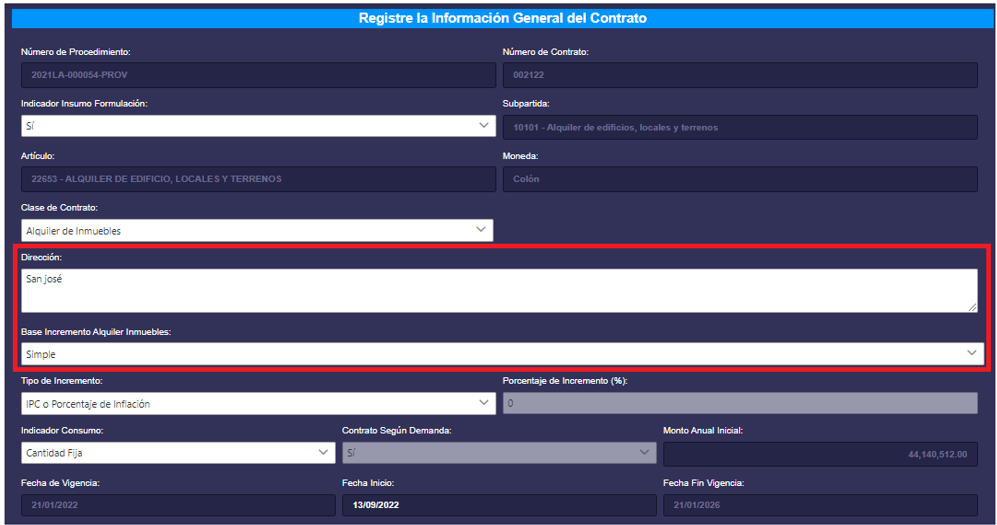 Registre la Información General del Contrato
Número de Procedimiento: Número de Contrato:
2021LA-000054-PROV 002122
Indicador Insumo Formulación: Subpartida:
Sí 10101 - Alquiler de edificios, locales y terrenos
Artículo: Moneda:
22653 - ALQUILER DE EDIFICIO, LOCALES Y TERRENOS Colón
Clase de Contrato:
Alquiler de Inmuebles
Dirección:
San josé
Base Incremento Alquiler Inmuebles:
Simple
Tipo de Incremento: Porcentaje de Incremento (%):
IPC o Porcentaje de Inflación 0
Indicador Consumo: Contrato Según Demanda: Monto Anual Inicial:
Cantidad Fija Sí 44,140,512.00
Fecha de Vigencia: Fecha Inicio: Fecha Fin Vigencia:
21/01/2022 13/09/2022 21/01/2026